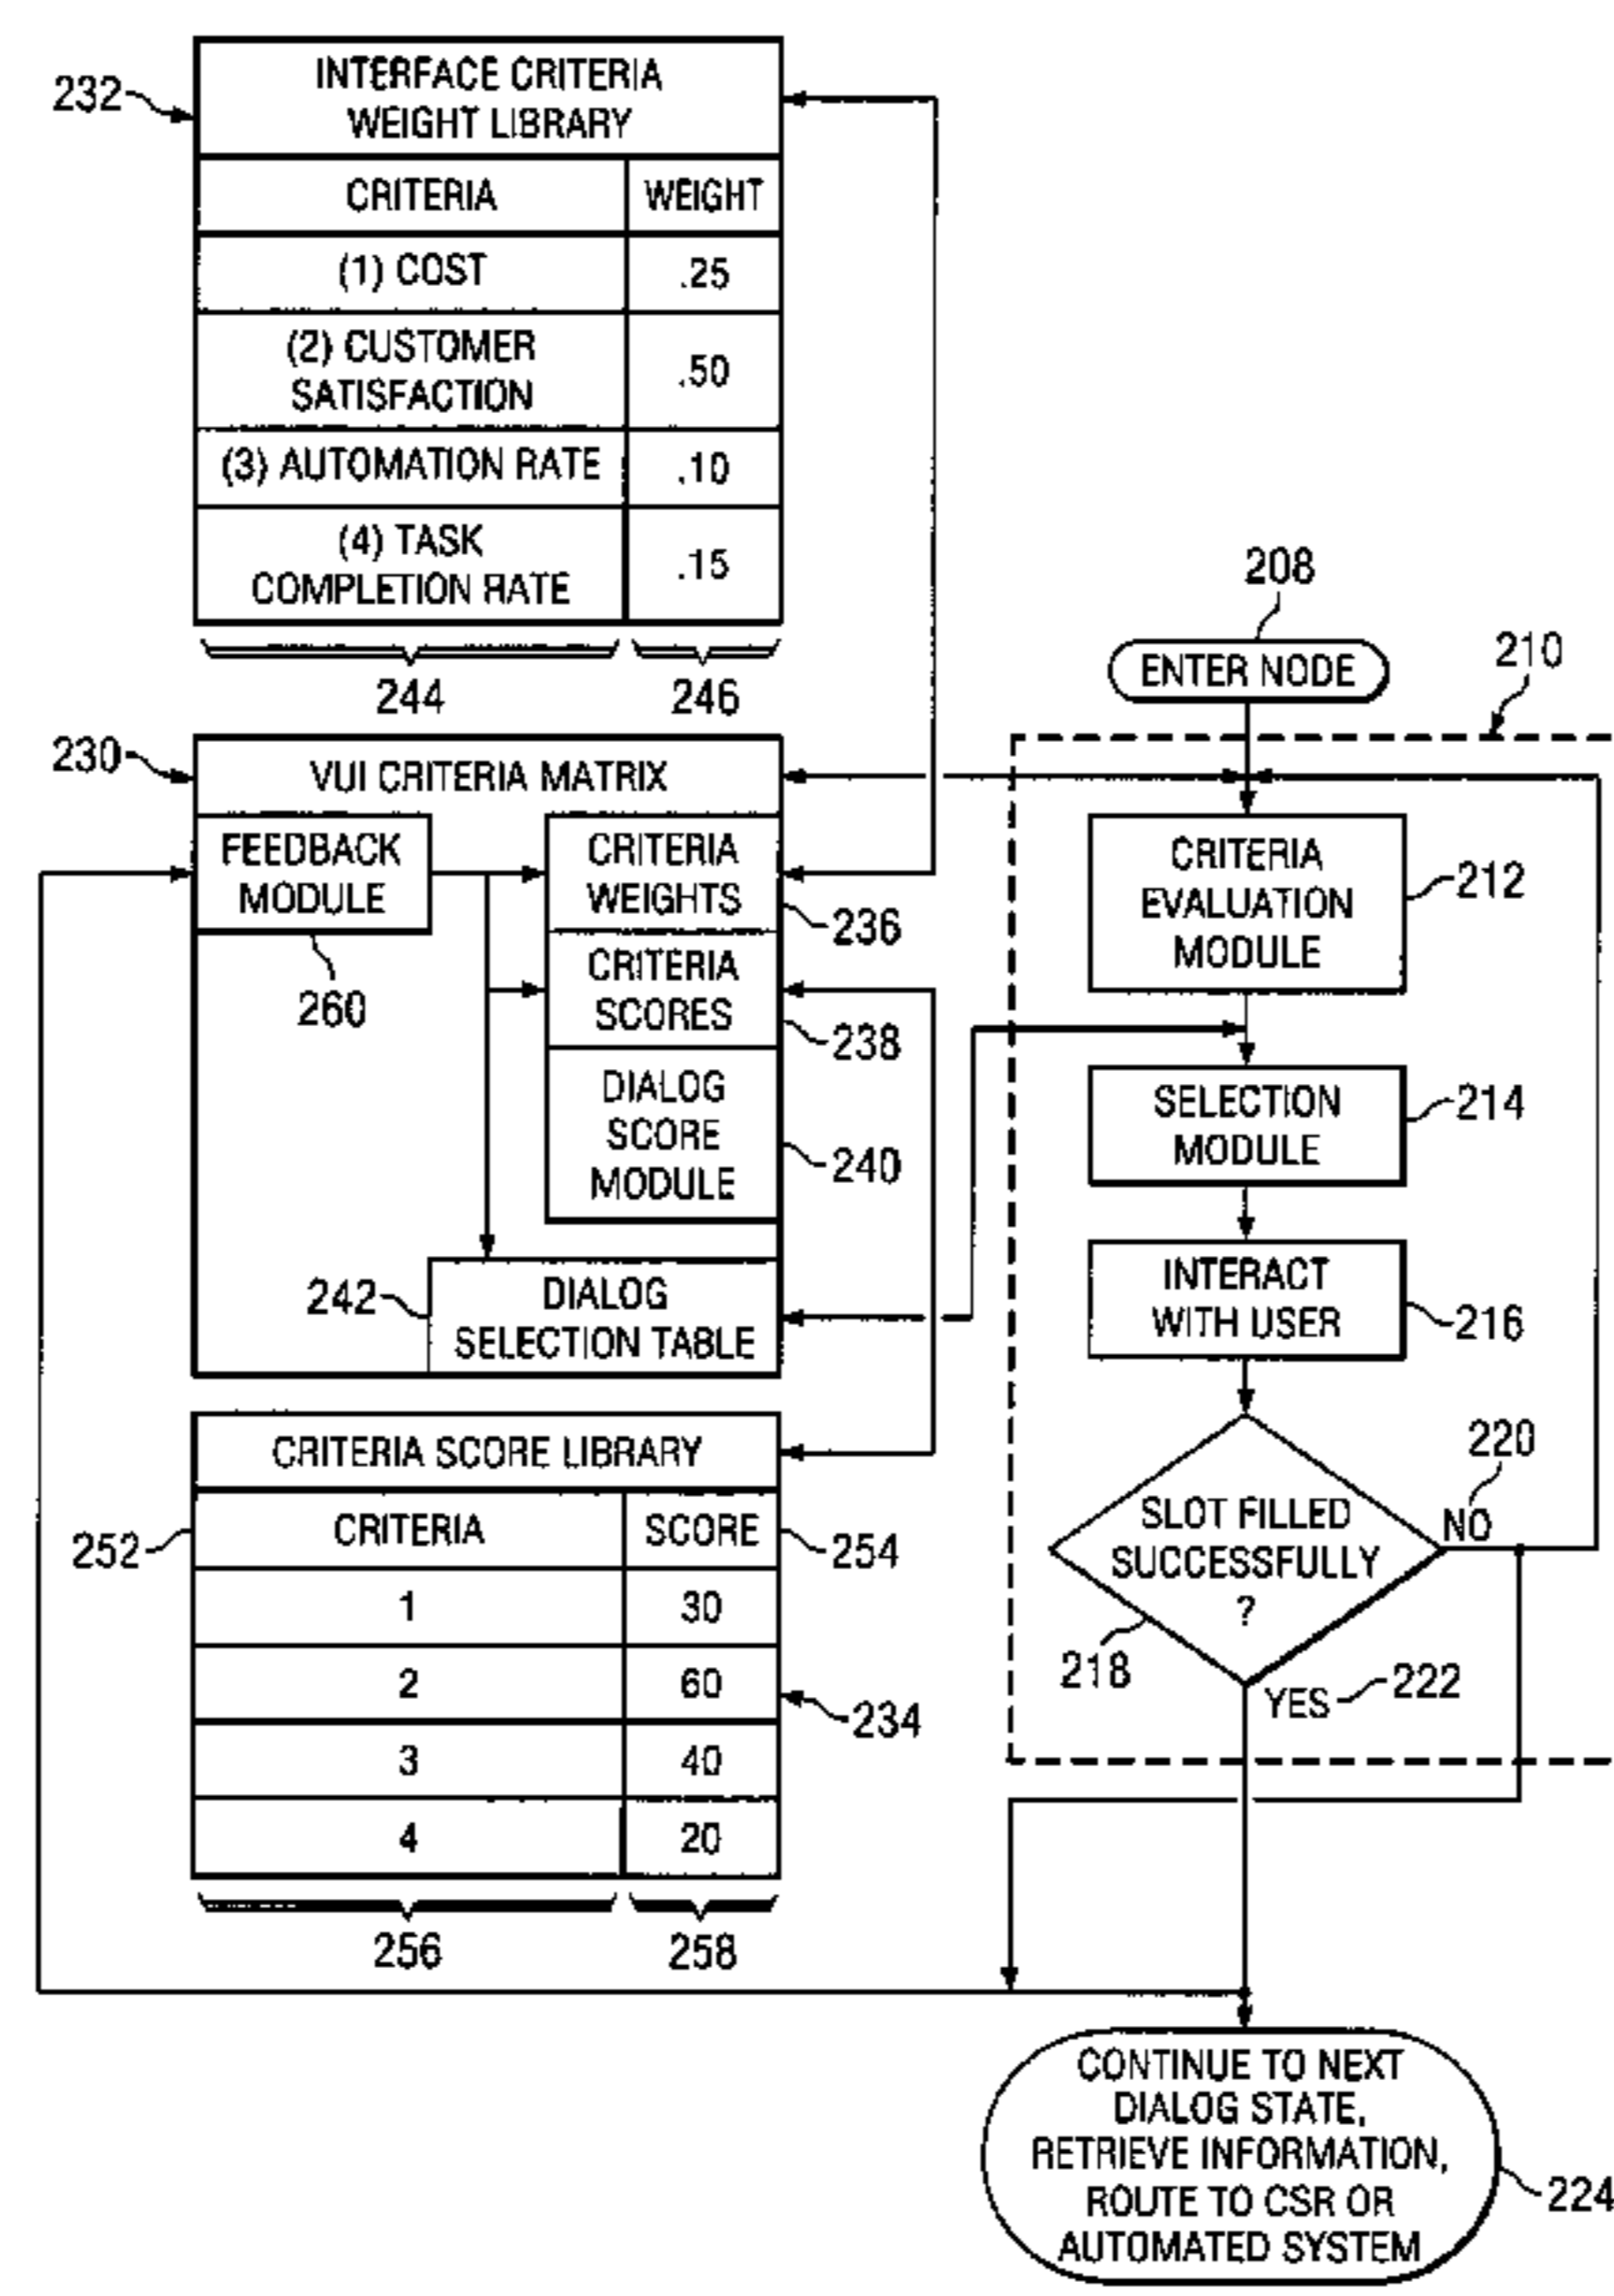 232
INTERFACE CRITERIA
WEIGHT LIBRARY
CRITERIA WEIGHT
(1) COST .25
(2) CUSTOMER
SATISFACTION
.50
(3) AUTOMATION RATE .10
(4) TASK
COMPLETION RATE
.15
244 246
230
VUI CRITERIA MATRIX
FEEDBACK
MODULE
260
CRITERIA
WEIGHTS
236
CRITERIA
SCORES
238
DIALOG
SCORE
MODULE
240
242
DIALOG
SELECTION TABLE
CRITERIA SCORE LIBRARY
252
CRITERIA SCORE
254
1 30
2 60
234
3 40
4 20
256 258
208
ENTER NODE
210
CRITERIA
EVALUATION
MODULE
212
SELECTION
MODULE
214
INTERACT
WITH USER
216
SLOT FILLED
SUCCESSFULLY
?
218
NO
220
YES
222
CONTINUE TO NEXT
DIALOG STATE,
RETRIEVE INFORMATION,
ROUTE TO CSR OR
AUTOMATED SYSTEM
224